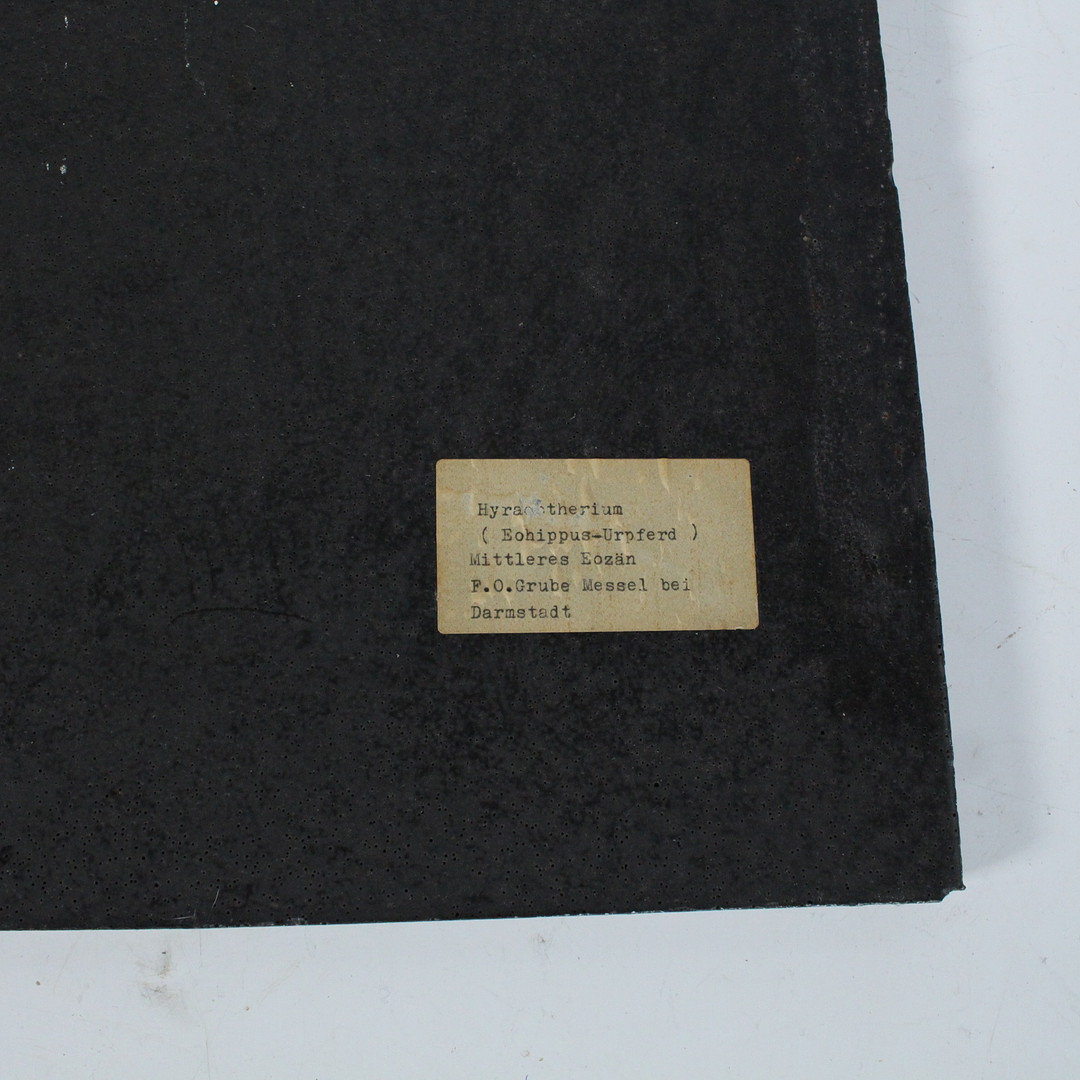 Hyracotherium
( Eohippus-Urpferd )
Mittleres Eozän
F.O.Grube Messel bei
Darmstadt